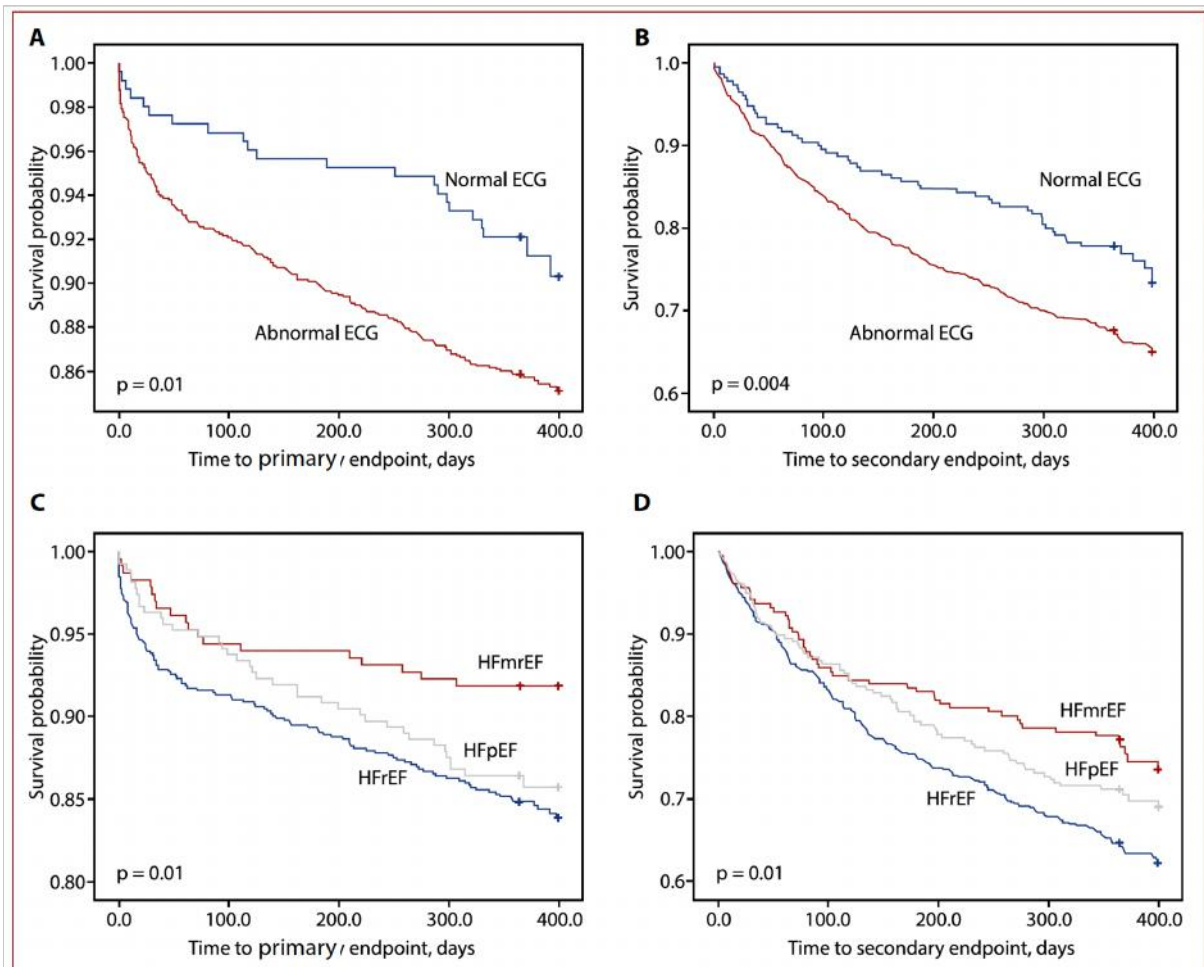 A
1.00
0.98
0.96
0.94
0.92
0.90
0.88
0.86
Survival probability
Normal ECG
Abnormal ECG
p = 0.01
0.0 100.0 200.0 300.0 400.0
Time to primary endpoint, days
B
1.0
0.9
0.8
0.7
0.6
Survival probability
Normal ECG
Abnormal ECG
p = 0.004
0.0 100.0 200.0 300.0 400.0
Time to secondary endpoint, days
C
1.00
0.95
0.90
0.85
0.80
Survival probability
HFmrEF
HFpEF
HFrEF
p = 0.01
0.0 100.0 200.0 300.0 400.0
Time to primary endpoint, days
D
1.0
0.9
0.8
0.7
0.6
Survival probability
HFmrEF
HFpEF
HFrEF
p = 0.01
0.0 100.0 200.0 300.0 400.0
Time to secondary endpoint, days